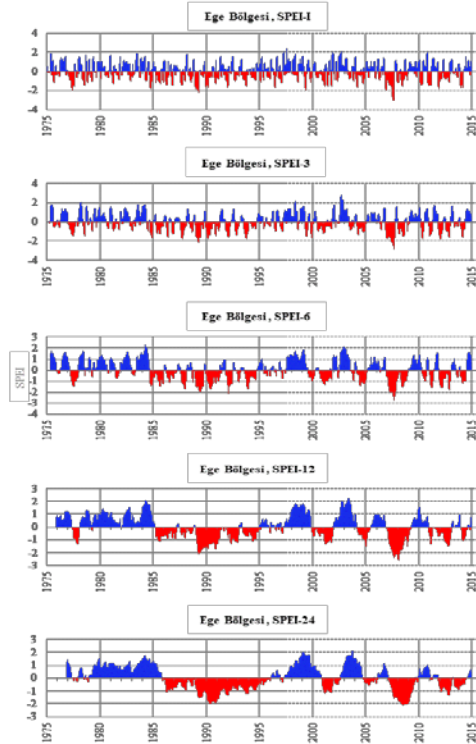 Ege Bölgesi, SPEI-1
4
2
0
-2
-4
1975 1980 1985 1990 1995 2000 2005 2010 2015
Ege Bölgesi, SPEI-3
4
2
0
-2
-4
1975 1980 1985 1990 1995 2000 2005 2010 2015
Ege Bölgesi, SPEI-6
SPEI
3
2
1
0
-1
-2
-3
-4
1975 1980 1985 1990 1995 2000 2005 2010 2015
Ege Bölgesi, SPEI-12
3
2
1
0
-1
-2
-3
1975 1980 1985 1990 1995 2000 2005 2010 2015
Ege Bölgesi, SPEI-24
3
2
1
0
-1
-2
-3
1975 1980 1985 1990 1995 2000 2005 2010 2015